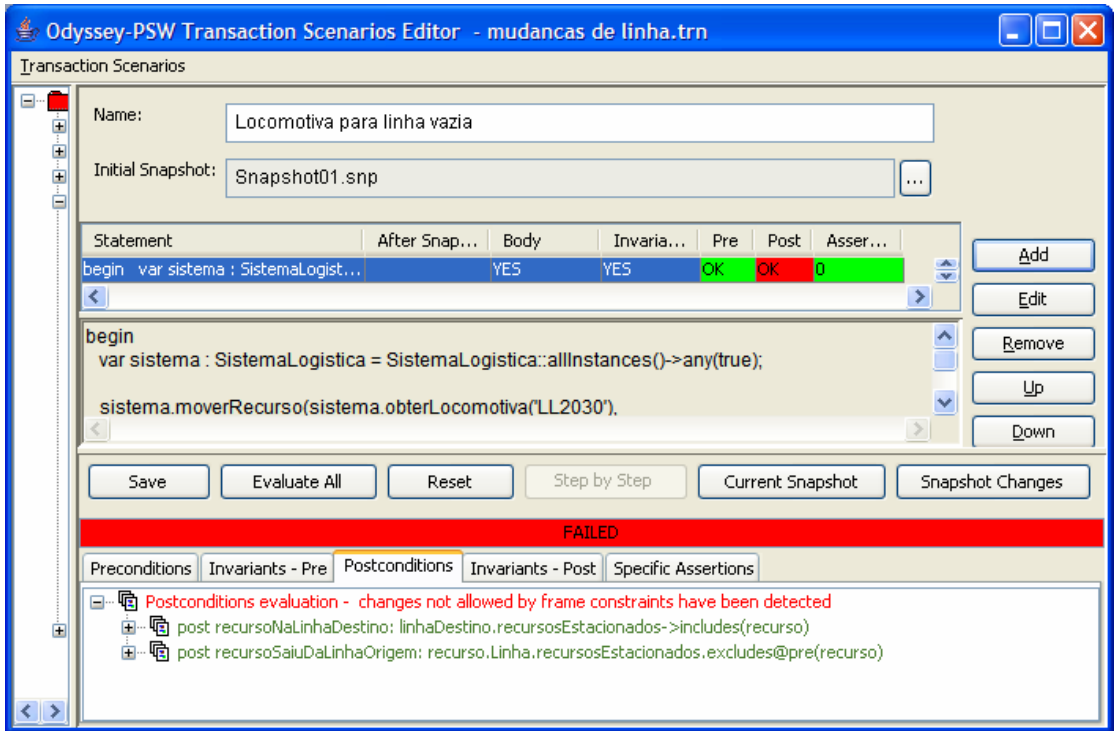 Odyssey-PSW Transaction Scenarios Editor - mudancas de linha.trn
Transaction Scenarios
Name: Locomotiva para linha vazia
Initial Snapshot: Snapshot01.snp ...
Statement After Snap... Body Invaria... Pre Post Asser...
begin var sistema : SistemaLogist... YES YES OK OK 0
Add
Edit
Remove
Up
Down
begin
var sistema : SistemaLogistica = SistemaLogistica::allInstances()->any(true);
sistema.moverRecurso(sistema.obterLocomotiva('LL2030'),
Save Evaluate All Reset Step by Step Current Snapshot Snapshot Changes
FAILED
Preconditions Invariants - Pre Postconditions Invariants - Post Specific Assertions
Postconditions evaluation - changes not allowed by frame constraints have been detected
post recursoNaLinhaDestino: linhaDestino.recursosEstacionados->includes(recurso)
post recursoSaiuDaLinhaOrigem: recurso.Linha.recursosEstacionados.excludes@pre(recurso)